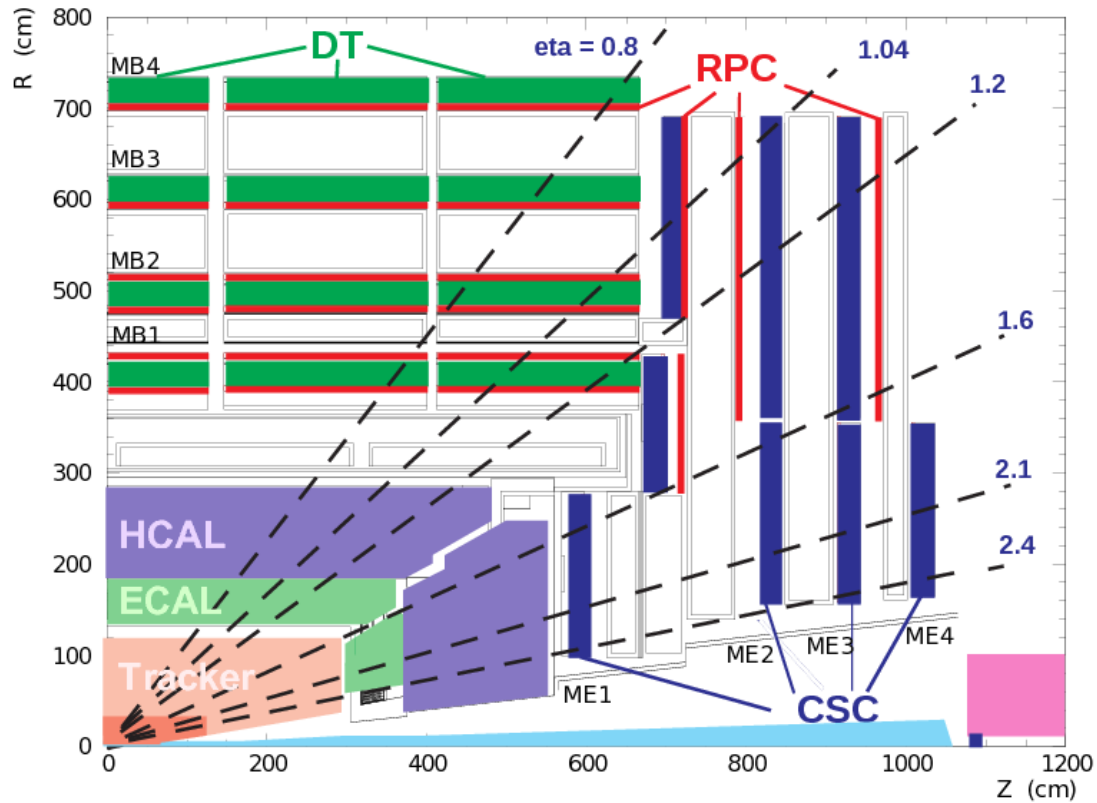 800
R (cm)
700
600
500
400
300
200
100
0
MB4
MB3
MB2
MB1
DT
eta = 0.8
RPC
1.04
1.2
1.6
2.1
2.4
HCAL
ECAL
Tracker
ME1
ME2
ME3
ME4
CSC
0
200
400
600
800
1000
1200
Z (cm)